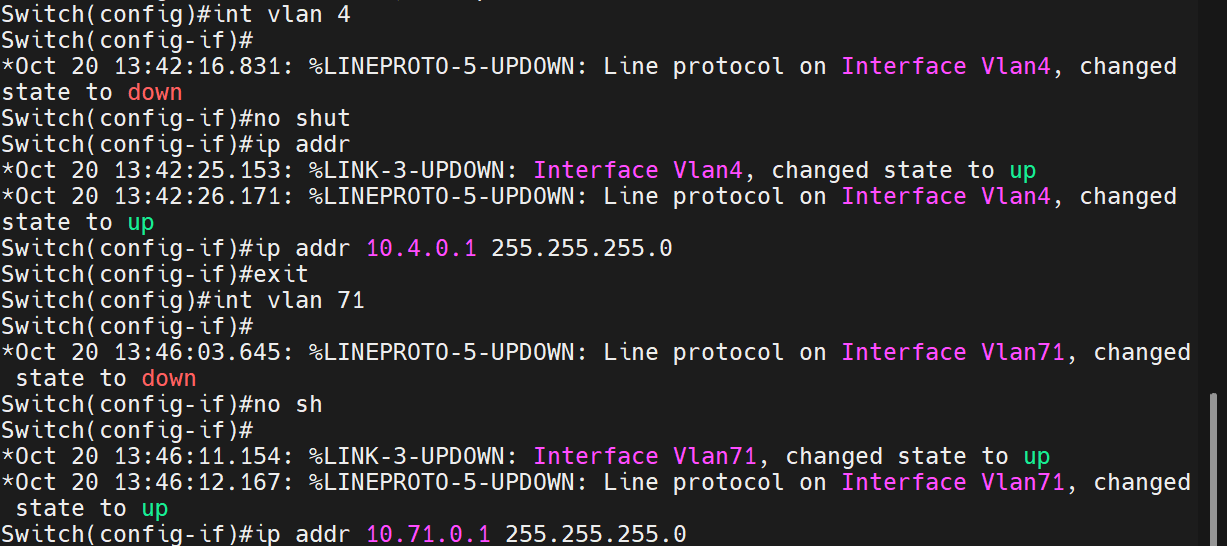 Switch(config)#int vlan 4
Switch(config-if)#
*Oct 20 13:42:16.831: %LINEPROTO-5-UPDOWN: Line protocol on Interface Vlan4, changed
state to down
Switch(config-if)#no shut
Switch(config-if)#ip addr
*Oct 20 13:42:25.153: %LINK-3-UPDOWN: Interface Vlan4, changed state to up
*Oct 20 13:42:26.171: %LINEPROTO-5-UPDOWN: Line protocol on Interface Vlan4, changed
state to up
Switch(config-if)#ip addr 10.4.0.1 255.255.255.0
Switch(config-if)#exit
Switch(config)#int vlan 71
Switch(config-if)#
*Oct 20 13:46:03.645: %LINEPROTO-5-UPDOWN: Line protocol on Interface Vlan71, changed
 state to down
Switch(config-if)#no sh
Switch(config-if)#
*Oct 20 13:46:11.154: %LINK-3-UPDOWN: Interface Vlan71, changed state to up
*Oct 20 13:46:12.167: %LINEPROTO-5-UPDOWN: Line protocol on Interface Vlan71, changed
 state to up
Switch(config-if)#ip addr 10.71.0.1 255.255.255.0